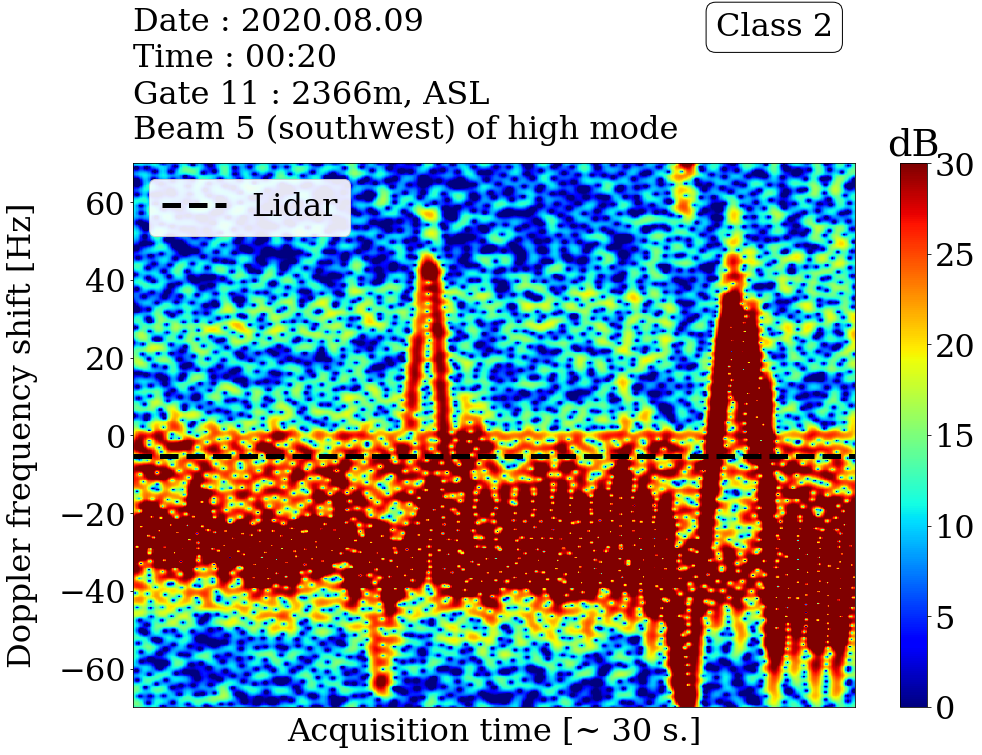 Date : 2020.08.09
Class 2
Time : 00:20
Gate 11 : 2366m, ASL
Beam 5 (southwest) of high mode
dB
Lidar
Doppler frequency shift [Hz]
60
40
20
0
−20
−40
−60
30
25
20
15
10
5
0
Acquisition time [~ 30 s.]